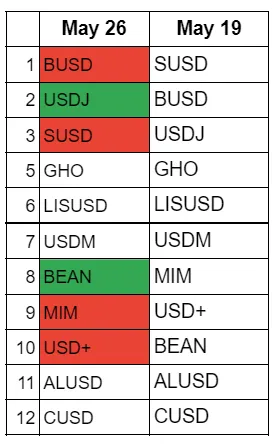 May 26 May 19
1 BUSD SUSD
2 USDJ BUSD
3 SUSD USDJ
5 GHO GHO
6 LISUSD LISUSD
7 USDM USDM
8 BEAN MIM
9 MIM USD+
10 USD+ BEAN
11 ALUSD ALUSD
12 CUSD CUSD